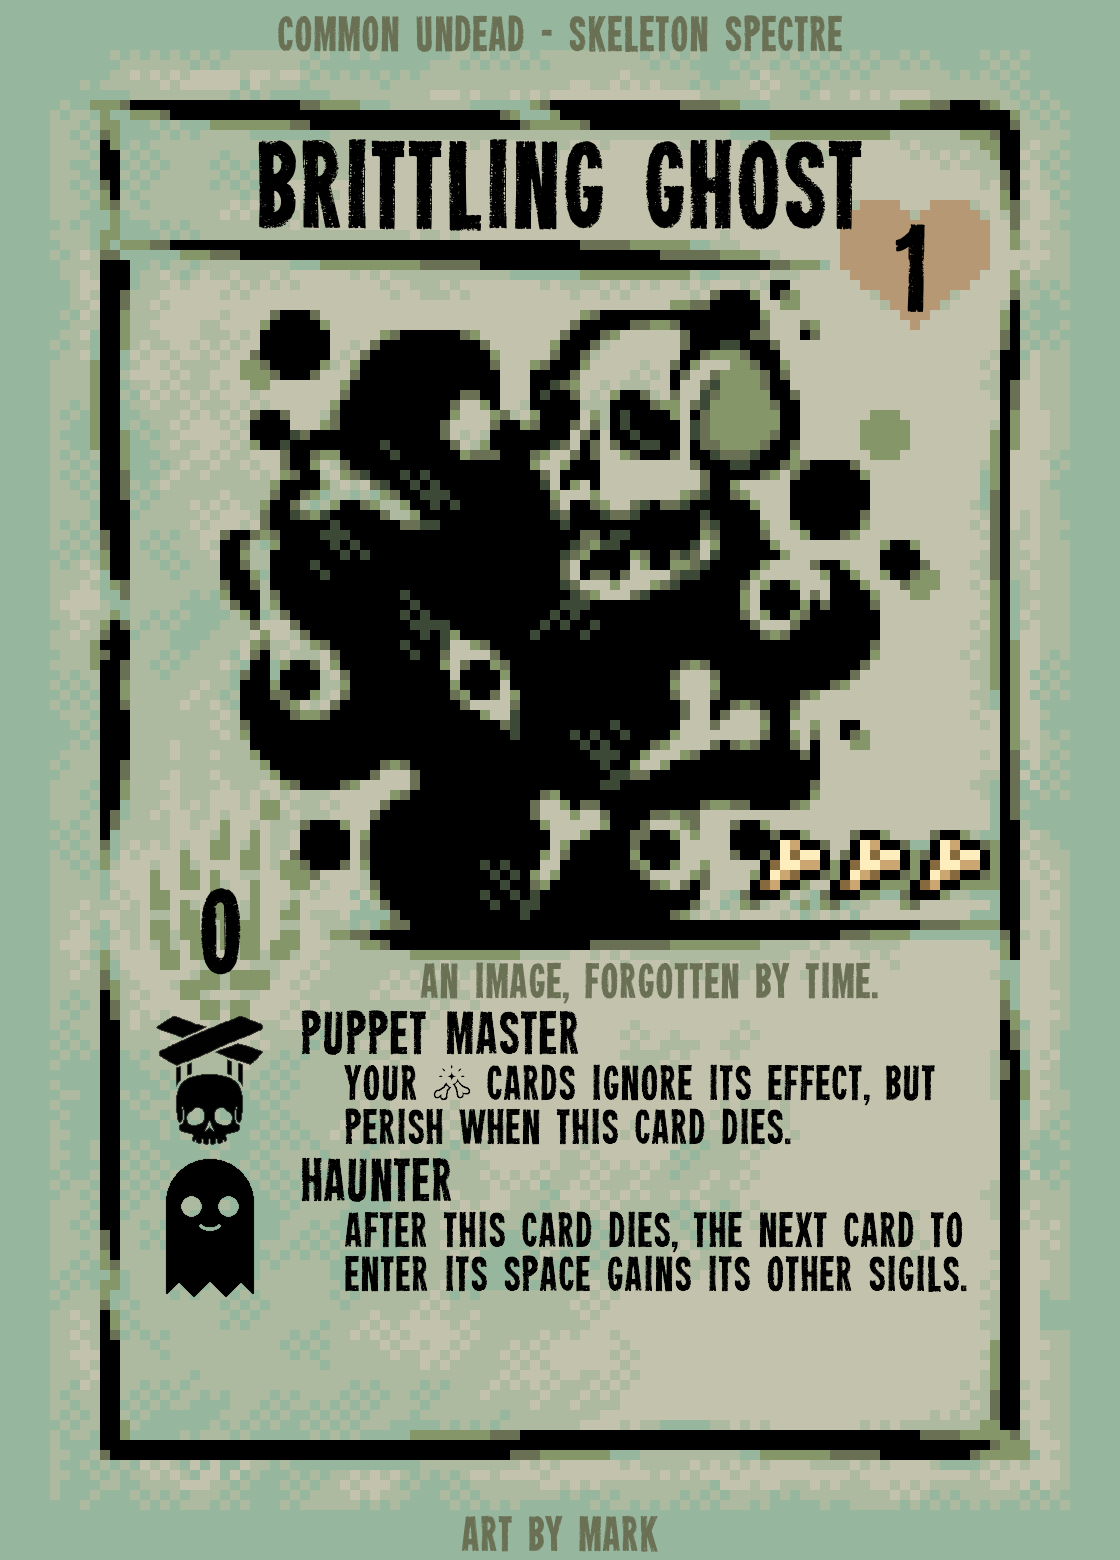 COMMON UNDEAD - SKELETON SPECTRE
BRITTLING GHOST
1
0
AN IMAGE, FORGOTTEN BY TIME.
PUPPET MASTER
YOUR CARDS IGNORE ITS EFFECT, BUT
PERISH WHEN THIS CARD DIES.
HAUNTER
AFTER THIS CARD DIES, THE NEXT CARD TO
ENTER ITS SPACE GAINS ITS OTHER SIGILS.
ART BY MARK